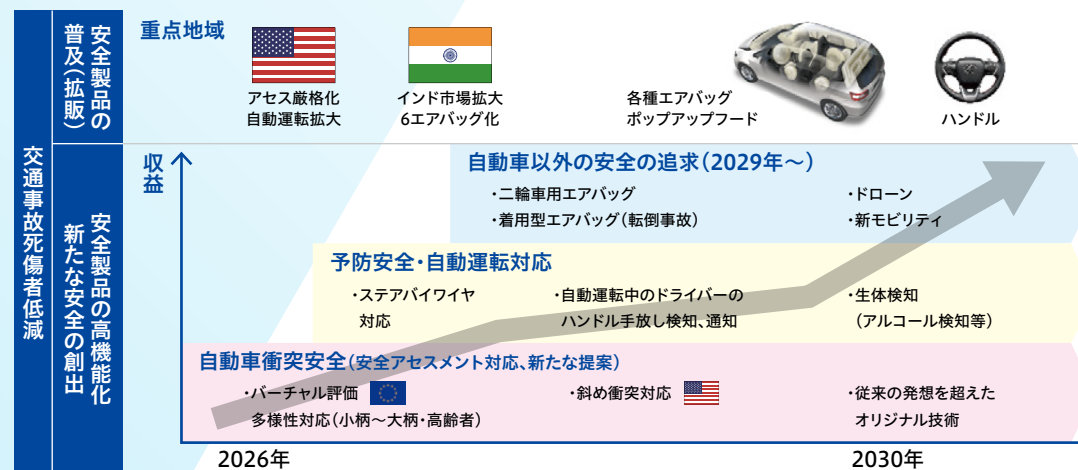 交通事故死傷者低減
安全製品の
普及(拡販)
重点地域
アセス厳格化
自動運転拡大
インド市場拡大
6エアバッグ化
各種エアバッグ
ポップアップフード
ハンドル
安全製品の高機能化
新たな安全の創出
収益
自動車以外の安全の追求(2029年～)
・二輪車用エアバッグ
・着用型エアバッグ(転倒事故)
・ドローン
・新モビリティ
予防安全・自動運転対応
・ステアバイワイヤ
対応
・自動運転中のドライバーの
ハンドル手放し検知、通知
・生体検知
(アルコール検知等)
自動車衝突安全(安全アセスメント対応、新たな提案)
・バーチャル評価
多様性対応(小柄～大柄・高齢者)
・斜め衝突対応
・従来の発想を超えた
オリジナル技術
2026年
2030年